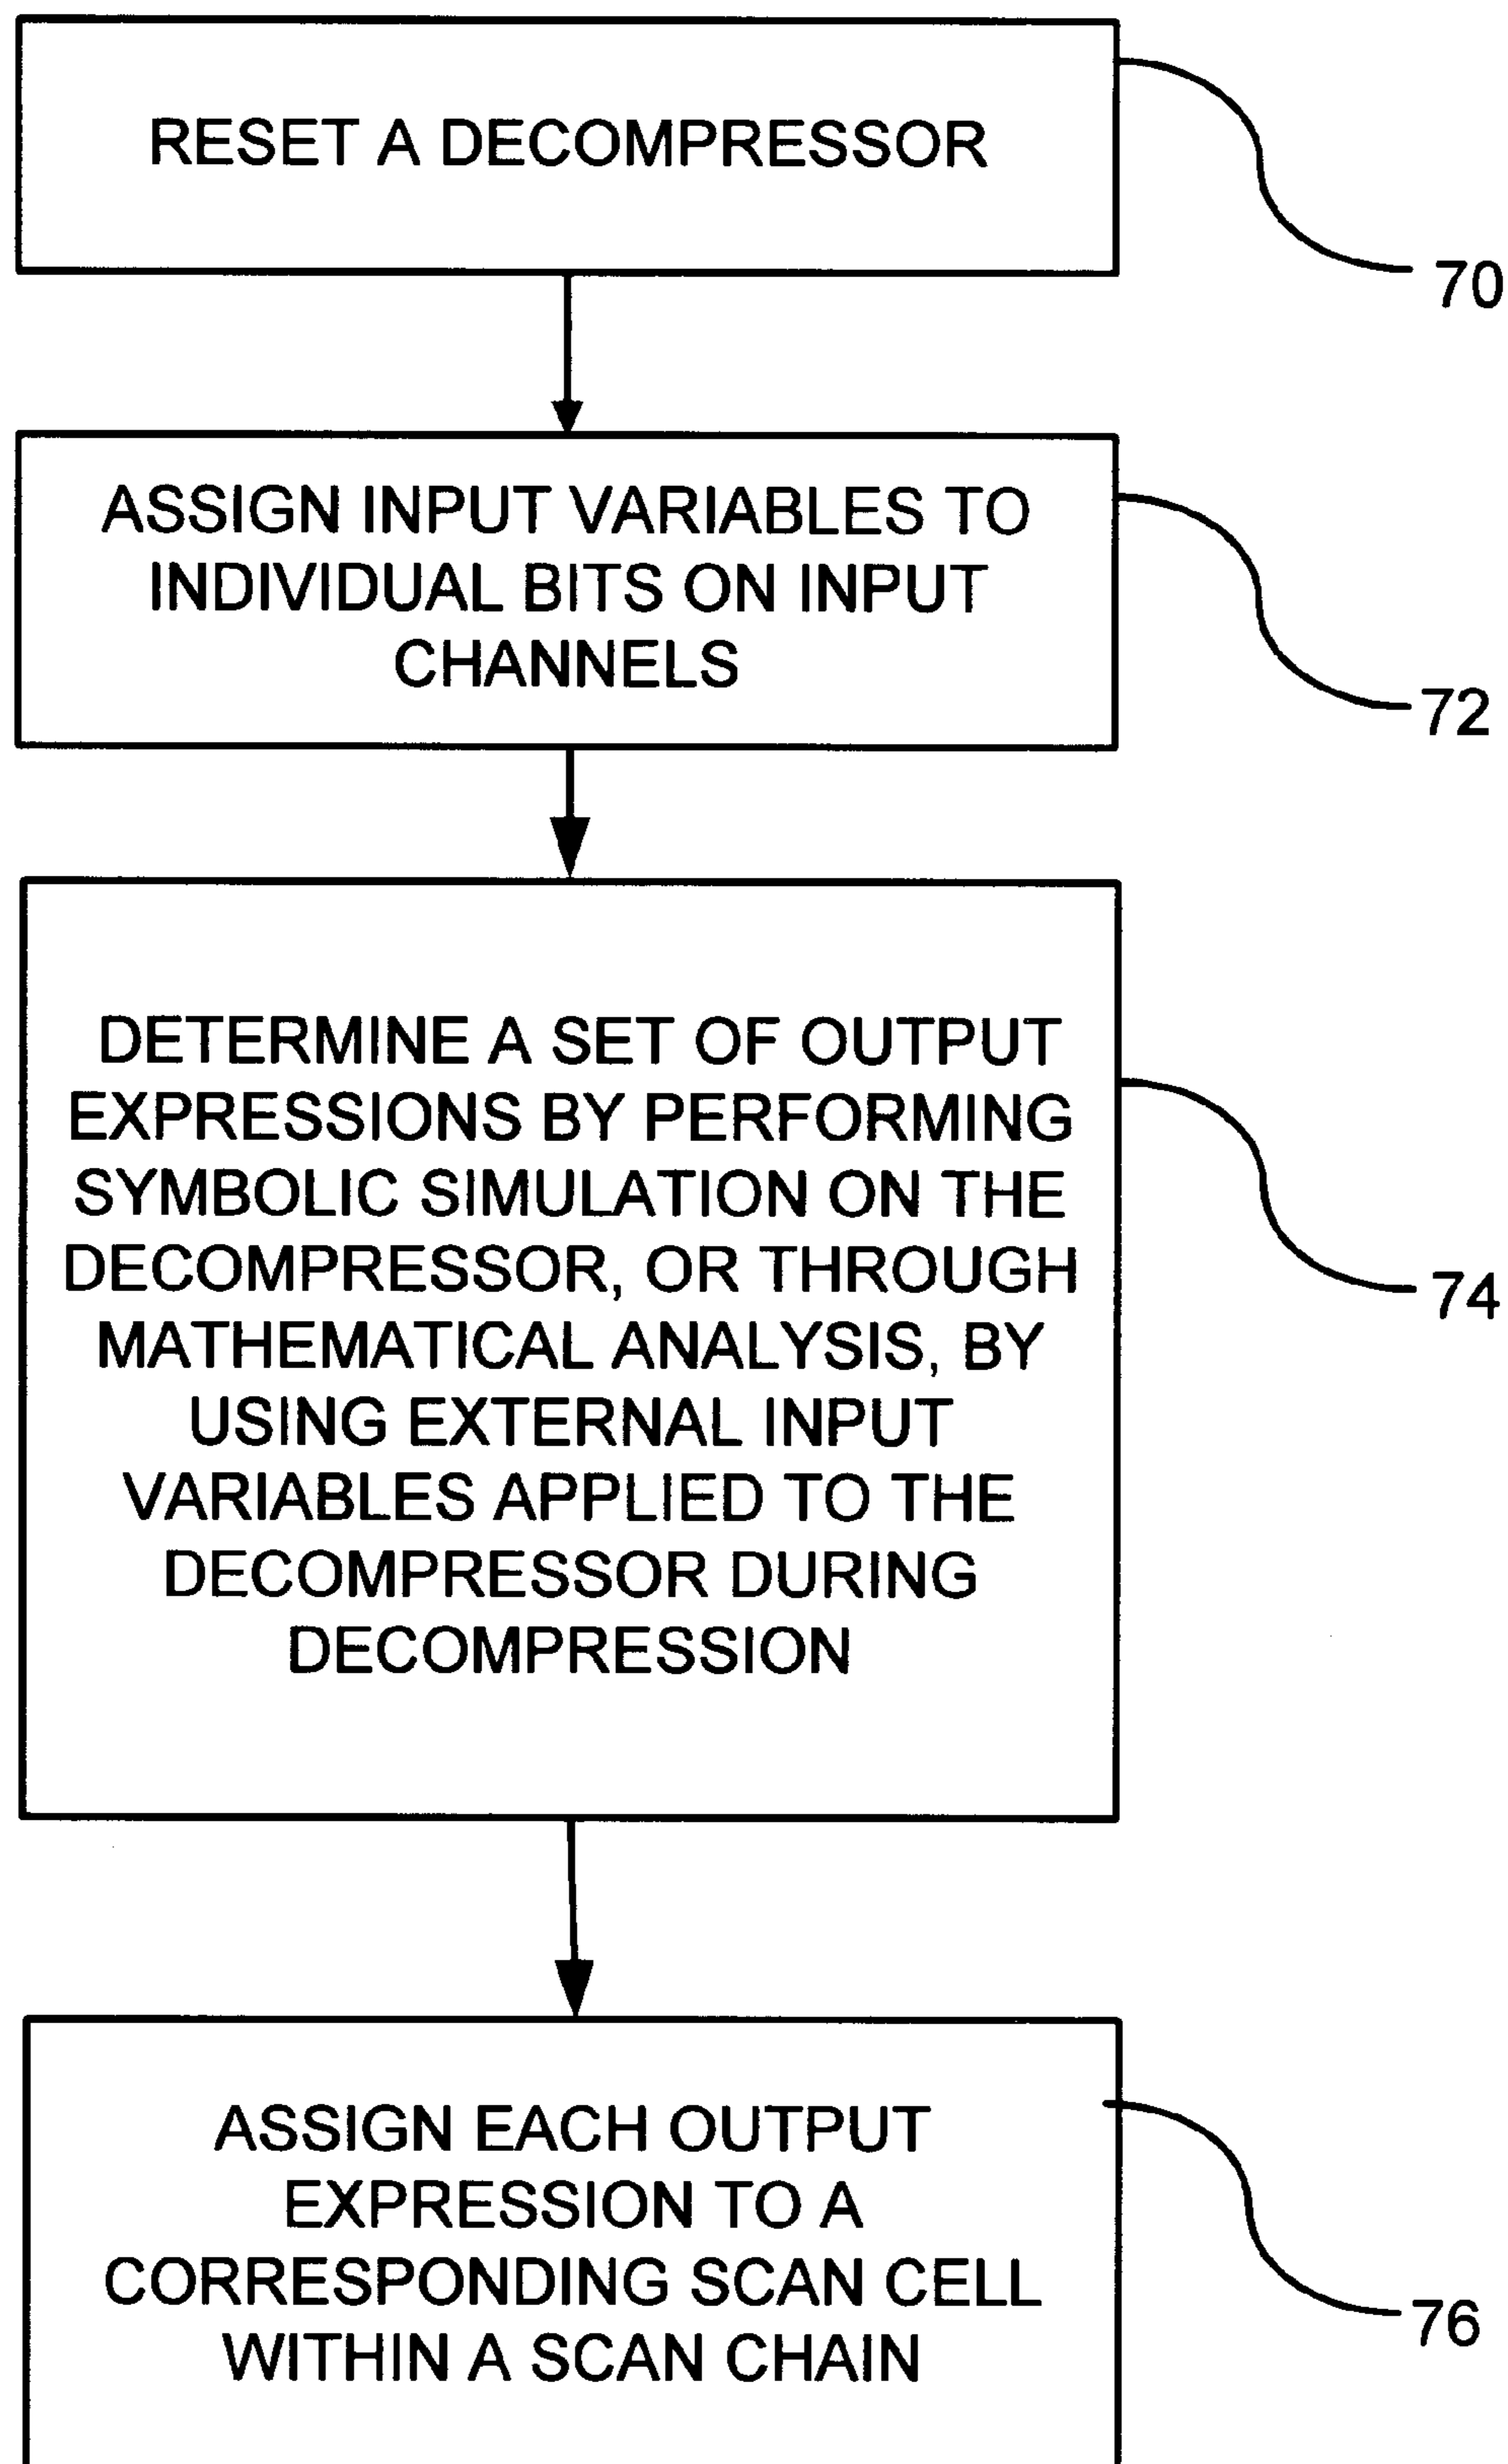 RESET A DECOMPRESSOR
70
ASSIGN INPUT VARIABLES TO
INDIVIDUAL BITS ON INPUT
CHANNELS
72
DETERMINE A SET OF OUTPUT
EXPRESSIONS BY PERFORMING
SYMBOLIC SIMULATION ON THE
DECOMPRESSOR, OR THROUGH
MATHEMATICAL ANALYSIS, BY
USING EXTERNAL INPUT
VARIABLES APPLIED TO THE
DECOMPRESSOR DURING
DECOMPRESSION
74
ASSIGN EACH OUTPUT
EXPRESSION TO A
CORRESPONDING SCAN CELL
WITHIN A SCAN CHAIN
76